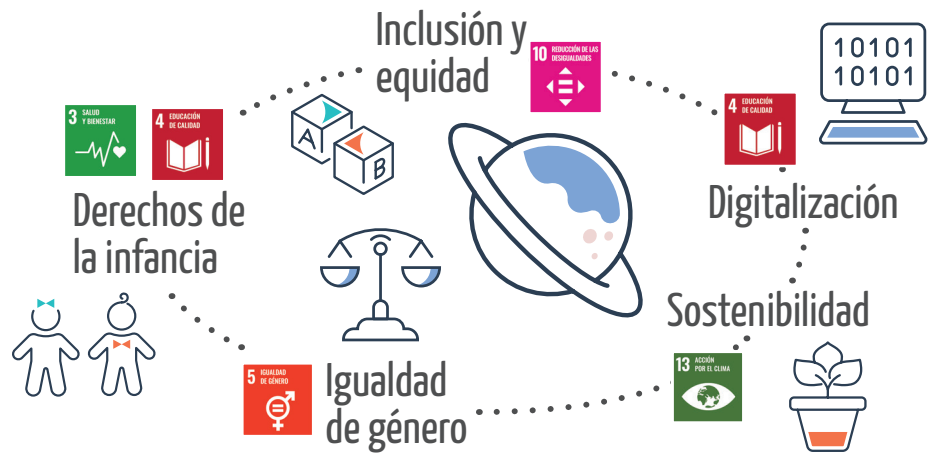 Inclusión y
equidad
10 REDUCCIÓN DE LAS
DESIGUALDADES
10101
10101
3 SALUD
Y BIENESTAR
4 EDUCACIÓN
DE CALIDAD
A
B
4 EDUCACIÓN
DE CALIDAD
Derechos de
la infancia
Digitalización
Sostenibilidad
5 IGUALDAD
DE GÉNERO
Igualdad
de género
13 ACCIÓN
POR EL CLIMA